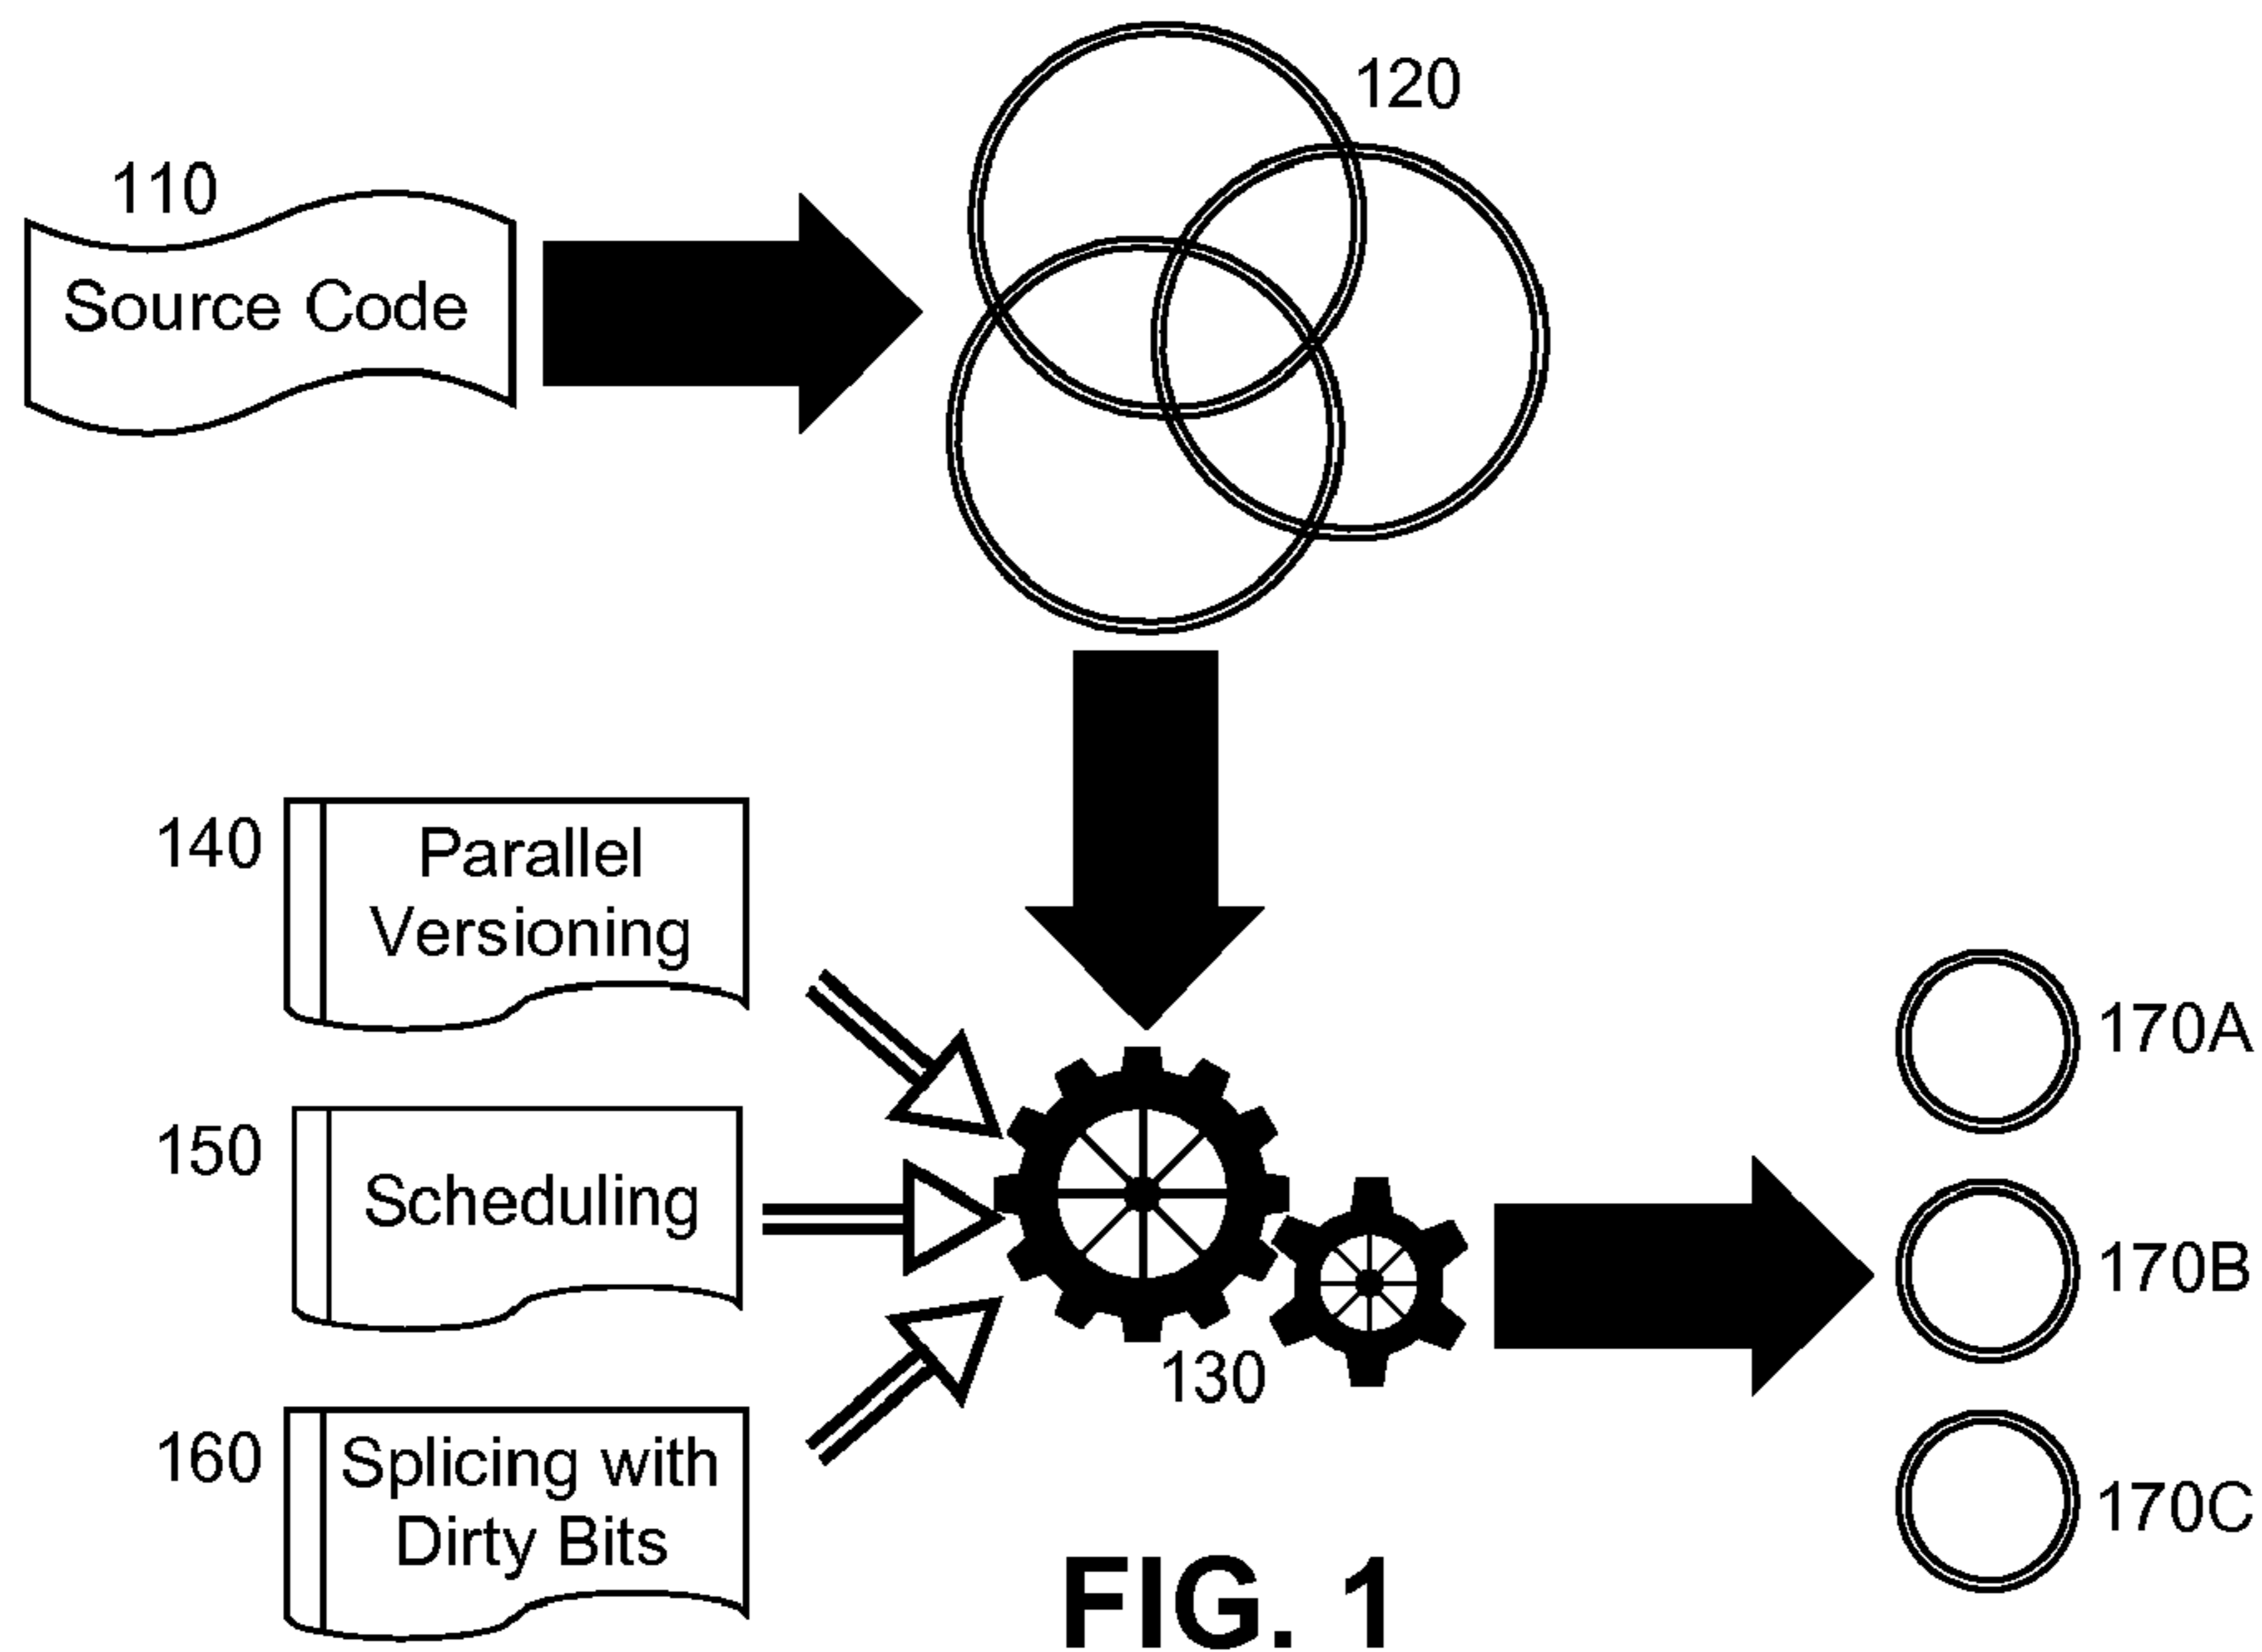 120
110
Source Code
140
Parallel
Versioning
170A
150
Scheduling
170B
130
160
Splicing with
Dirty Bits
170C
FIG. 1